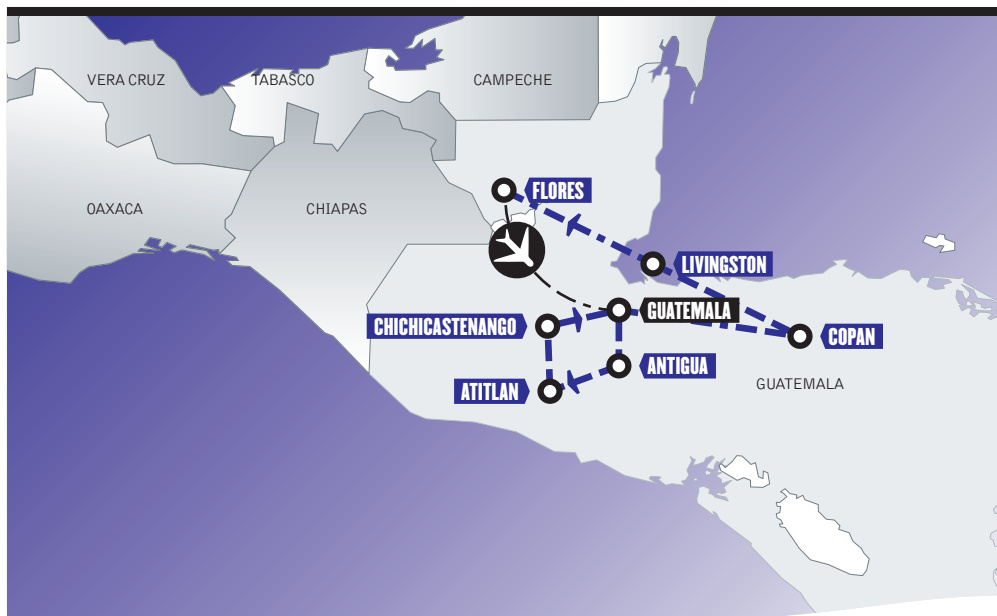 VERA CRUZ
TABASCO
CAMPECHE
OAXACA
CHIAPAS
FLORES
LIVINGSTON
GUATEMALA
CHICHICASTENANGO
COPAN
ANTIGUA
ATITLAN
GUATEMALA